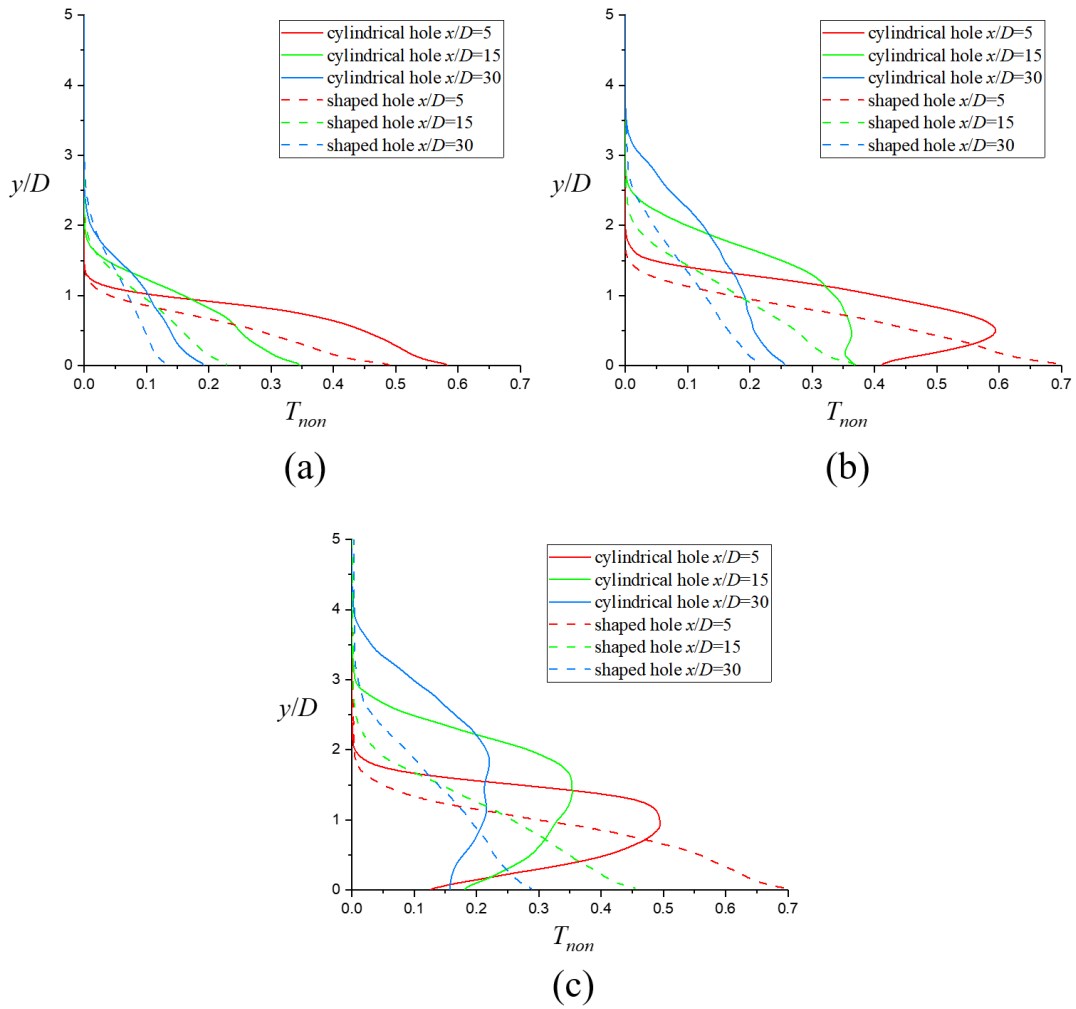 5
4
3
2
1
0
y/D
0.0 0.1 0.2 0.3 0.4 0.5 0.6 0.7
T_non
cylindrical hole x/D=5
cylindrical hole x/D=15
cylindrical hole x/D=30
shaped hole x/D=5
shaped hole x/D=15
shaped hole x/D=30
(a)
5
4
3
2
1
0
y/D
0.0 0.1 0.2 0.3 0.4 0.5 0.6 0.7
T_non
cylindrical hole x/D=5
cylindrical hole x/D=15
cylindrical hole x/D=30
shaped hole x/D=5
shaped hole x/D=15
shaped hole x/D=30
(b)
5
4
3
2
1
0
y/D
0.0 0.1 0.2 0.3 0.4 0.5 0.6 0.7
T_non
cylindrical hole x/D=5
cylindrical hole x/D=15
cylindrical hole x/D=30
shaped hole x/D=5
shaped hole x/D=15
shaped hole x/D=30
(c)